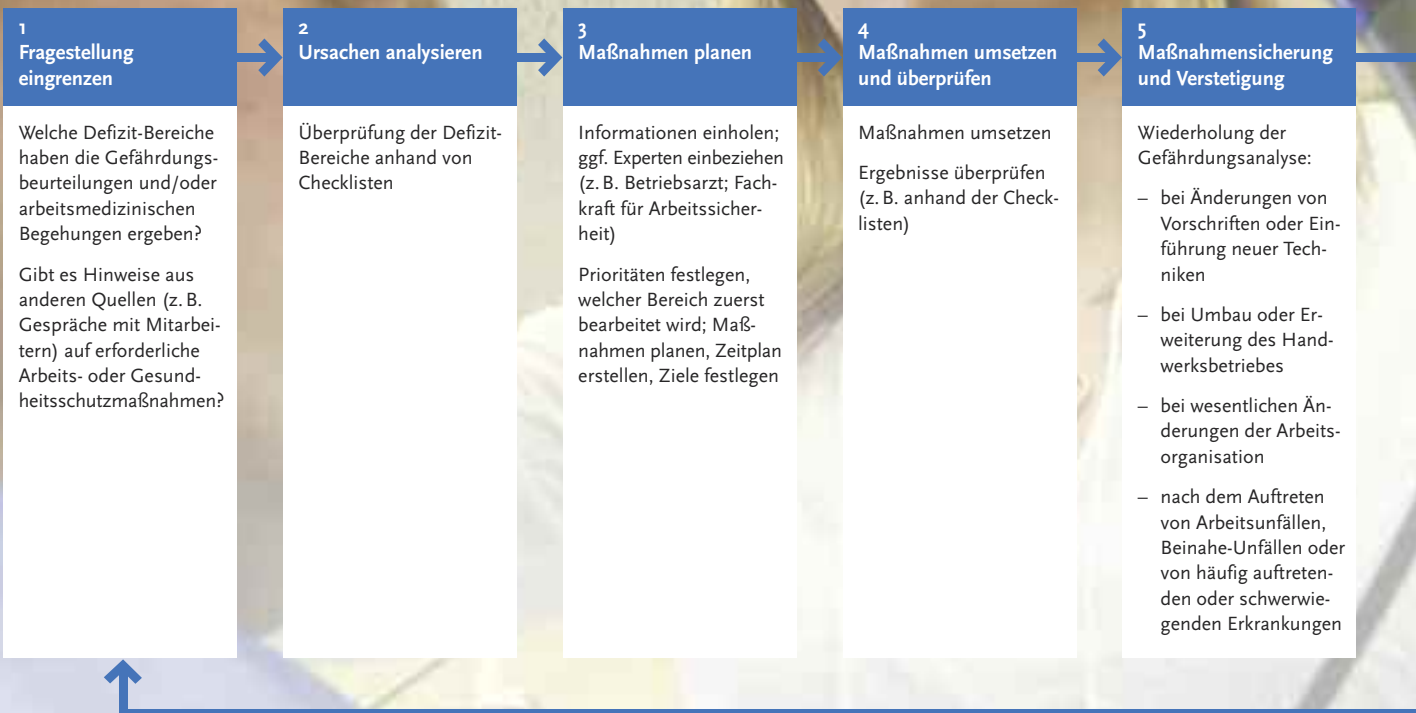 1
Fragestellung
eingrenzen
Welche Defizit-Bereiche
haben die Gefährdungs-
beurteilungen und/oder
arbeitsmedizinischen
Begehungen ergeben?
Gibt es Hinweise aus
anderen Quellen (z. B.
Gespräche mit Mitarbei-
tern) auf erforderliche
Arbeits- oder Gesund-
heitsschutzmaßnahmen?
2
Ursachen analysieren
Überprüfung der Defizit-
Bereiche anhand von
Checklisten
3
Maßnahmen planen
Informationen einholen;
ggf. Experten einbeziehen
(z. B. Betriebsarzt; Fach-
kraft für Arbeitssicher-
heit)
Prioritäten festlegen,
welcher Bereich zuerst
bearbeitet wird; Maß-
nahmen planen, Zeitplan
erstellen, Ziele festlegen
4
Maßnahmen umsetzen
und überprüfen
Maßnahmen umsetzen
Ergebnisse überprüfen
(z. B. anhand der Check-
listen)
5
Maßnahmensicherung
und Verstetigung
Wiederholung der
Gefährdungsanalyse:
– bei Änderungen von
Vorschriften oder Ein-
führung neuer Tech-
niken
– bei Umbau oder Er-
weiterung des Hand-
werksbetriebes
– bei wesentlichen Än-
derungen der Arbeits-
organisation
– nach dem Auftreten
von Arbeitsunfällen,
Beinahe-Unfällen oder
von häufig auftreten-
den oder schwerwie-
genden Erkrankungen